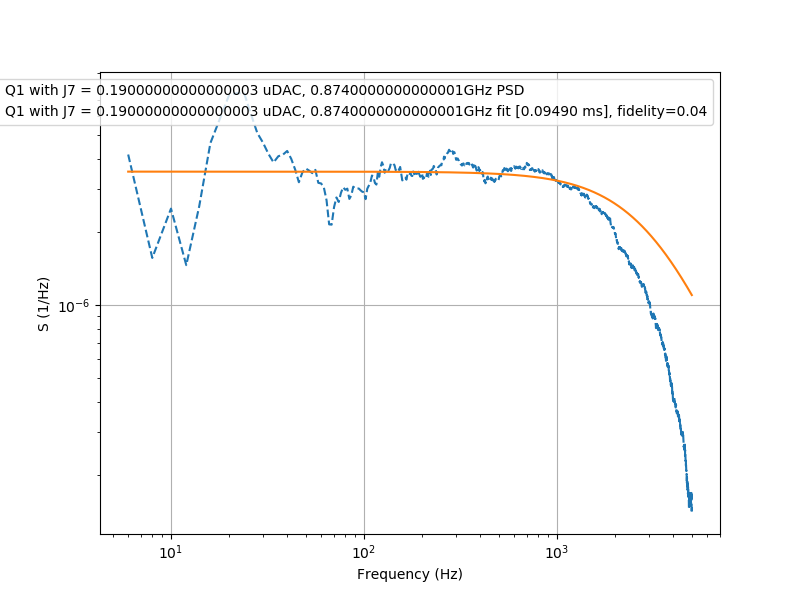 Q1 with J7 = 0.19000000000000003 uDAC, 0.8740000000000001GHz PSD
Q1 with J7 = 0.19000000000000003 uDAC, 0.8740000000000001GHz fit [0.09490 ms], fidelity=0.04
S (1/Hz)
10⁻⁶
10¹ 10² 10³
Frequency (Hz)